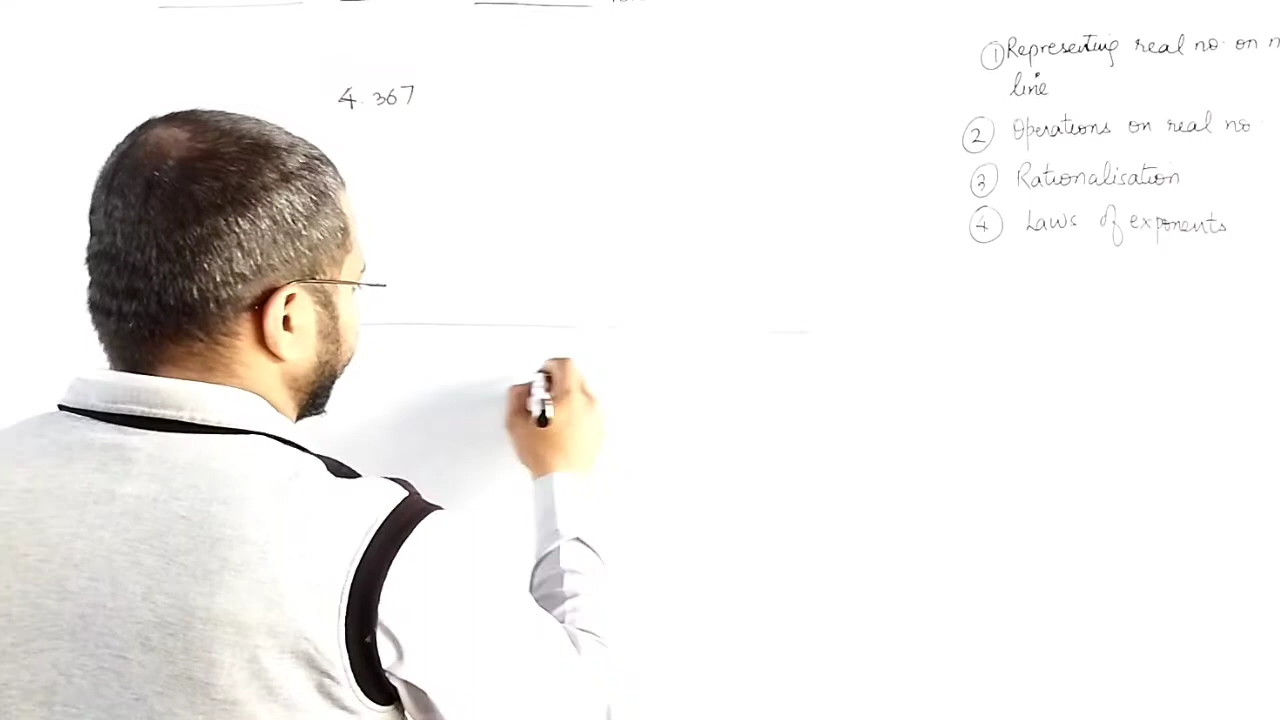 4.367
① Representing real no. on
line
② Operations on real no.
③ Rationalisation
④ Laws of exponents